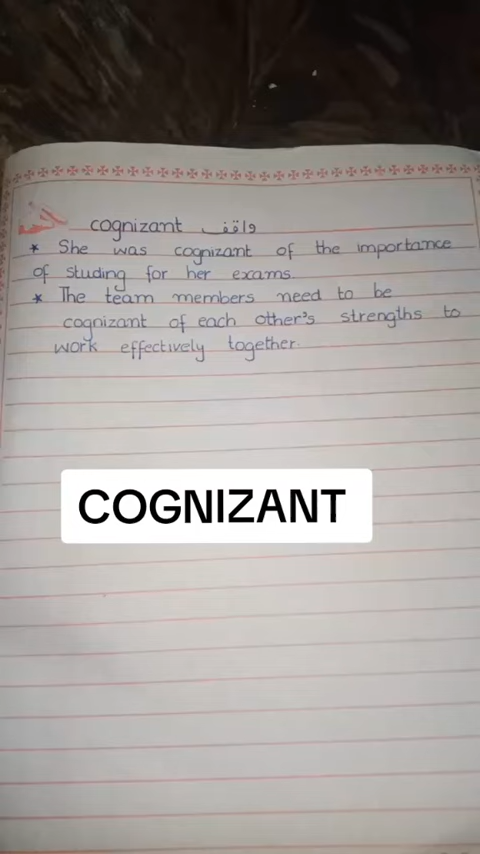 cognizant واقف
* She was cognizant of the importance
of studing for her exams.
* The team members need to be
cognizant of each other's strengths to
work effectively together.
COGNIZANT